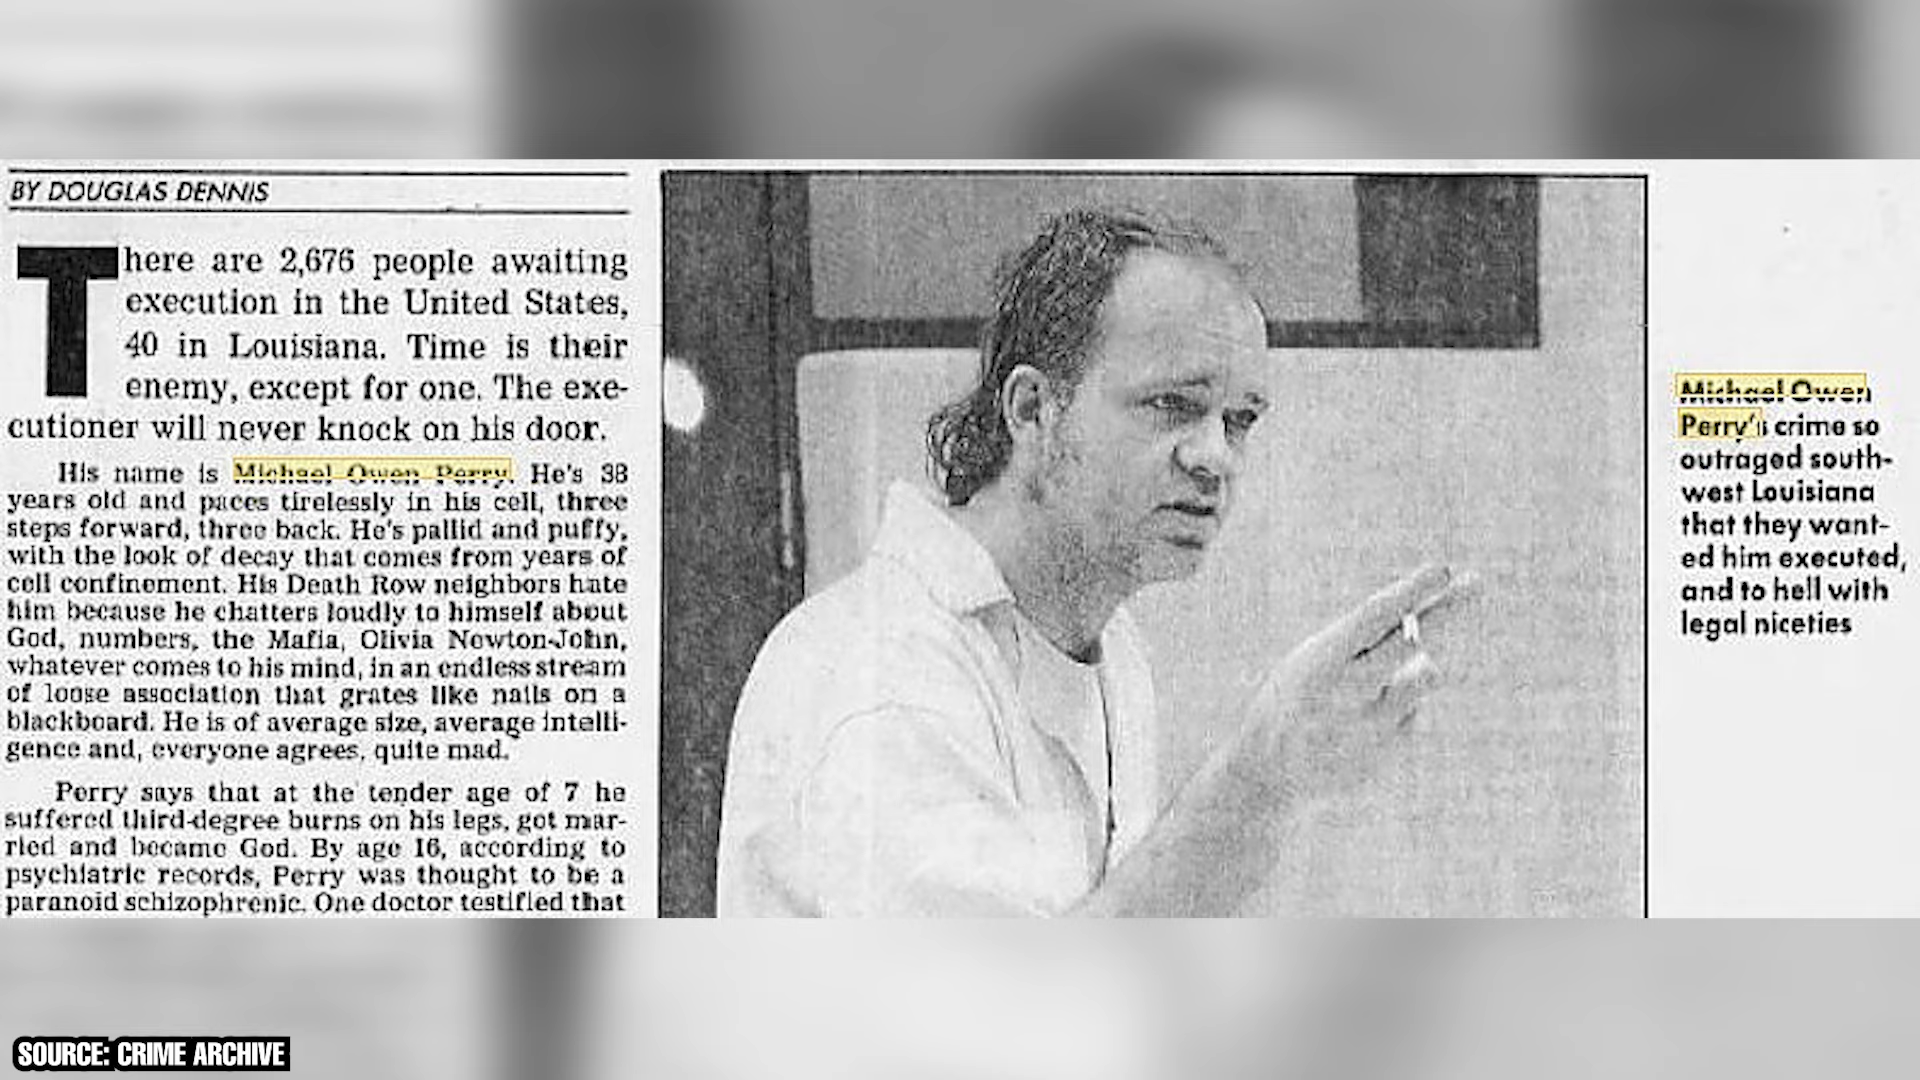 BY DOUGLAS DENNIS
There are 2,676 people awaiting
execution in the United States,
40 in Louisiana. Time is their
enemy, except for one. The exe-
cutioner will never knock on his door.
His name is Michael Owen Perry. He's 38
years old and paces tirelessly in his cell, three
steps forward, three back. He's pallid and puffy,
with the look of decay that comes from years of
cell confinement. His Death Row neighbors hate
him because he chatters loudly to himself about
God, numbers, the Mafia, Olivia Newton-John,
whatever comes to his mind, in an endless stream
of loose association that grates like nails on a
blackboard. He is of average size, average intelli-
gence and, everyone agrees, quite mad.
Perry says that at the tender age of 7 he
suffered third-degree burns on his legs, got mar-
ried and became God. By age 16, according to
psychiatric records, Perry was thought to be a
paranoid schizophrenic. One doctor testified that
Michael Owen
Perry's crime so
outraged south-
west Louisiana
that they want-
ed him executed,
and to hell with
legal niceties
SOURCE: CRIME ARCHIVE